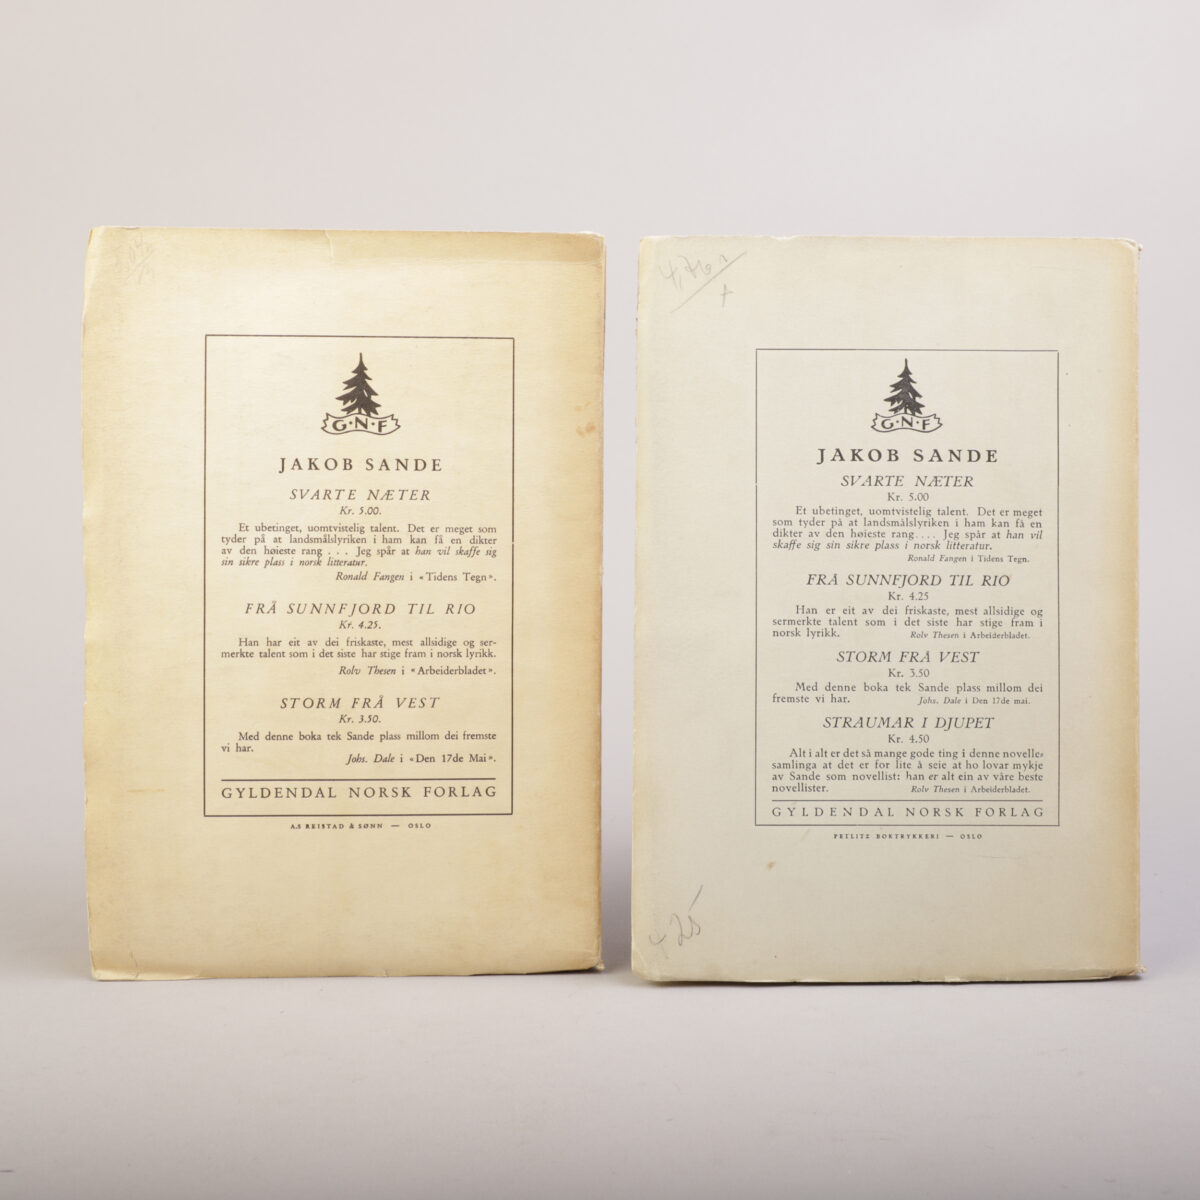 G·N·F
JAKOB SANDE
SVARTE NÆTER
Kr. 5.00.
Et ubetinget, uomtvistelig talent. Det er meget som
tyder på at landsmålslyriken i ham kan få en dikter
av den høieste rang . . . Jeg spår at han vil skaffe sig
sin sikre plass i norsk litteratur.
Ronald Fangen i «Tidens Tegn».
FRÅ SUNNFJORD TIL RIO
Kr. 4.25.
Han har eit av dei friskaste, mest allsidige og ser-
merkte talent som i det siste har stige fram i norsk lyrikk.
Rolv Thesen i «Arbeiderbladet».
STORM FRÅ VEST
Kr. 3.50.
Med denne boka tek Sande plass millom dei fremste
vi har.
Johs. Dale i «Den 17de Mai».
GYLDENDAL NORSK FORLAG
A.S REISTAD & SØNN — OSLO
4,76
G·N·F
JAKOB SANDE
SVARTE NÆTER
Kr. 5.00
Et ubetinget, uomtvistelig talent. Det er meget
som tyder på at landsmålslyriken i ham kan få en
dikter av den høieste rang.... Jeg spår at han vil
skaffe sig sin sikre plass i norsk litteratur.
Ronald Fangen i Tidens Tegn.
FRÅ SUNNFJORD TIL RIO
Kr. 4.25
Han er eit av dei friskaste, mest allsidige og
sermerkte talent som i det siste har stige fram i
norsk lyrikk. Rolv Thesen i Arbeiderbladet.
STORM FRÅ VEST
Kr. 3.50
Med denne boka tek Sande plass millom dei
fremste vi har. Johs. Dale i Den 17de mai.
STRAUMAR I DJUPET
Kr. 4.50
Alt i alt er det så mange gode ting i denne novelle-
samlinga at det er for lite å seie at ho lovar mykje
av Sande som novellist: han er alt ein av våre beste
novellister. Rolv Thesen i Arbeiderbladet.
GYLDENDAL NORSK FORLAG
PETLITZ BOKTRYKKERI — OSLO
425